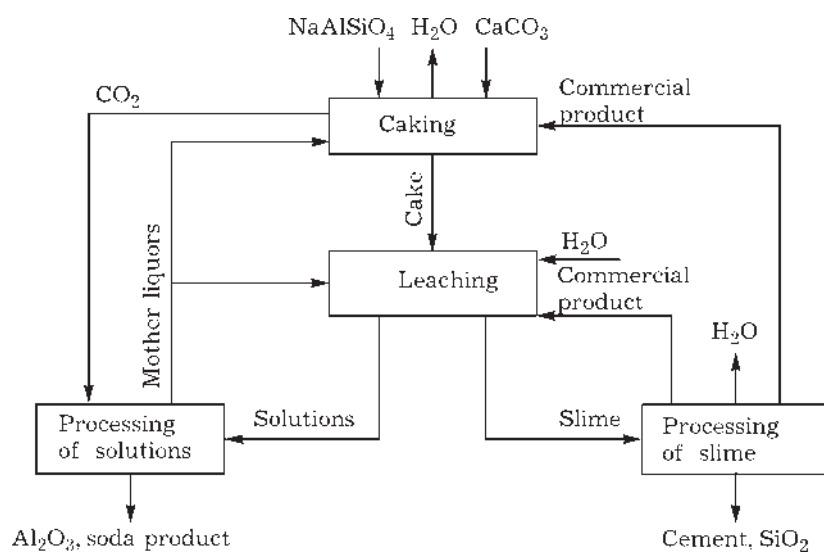 NaAlSiO₄ H₂O CaCO₃
CO₂
Commercial
product
Caking
Cake
Mother liquors
H₂O
Leaching
Commercial
product
H₂O
Processing
of solutions
Solutions
Slime
Processing
of slime
Al₂O₃, soda product
Cement, SiO₂